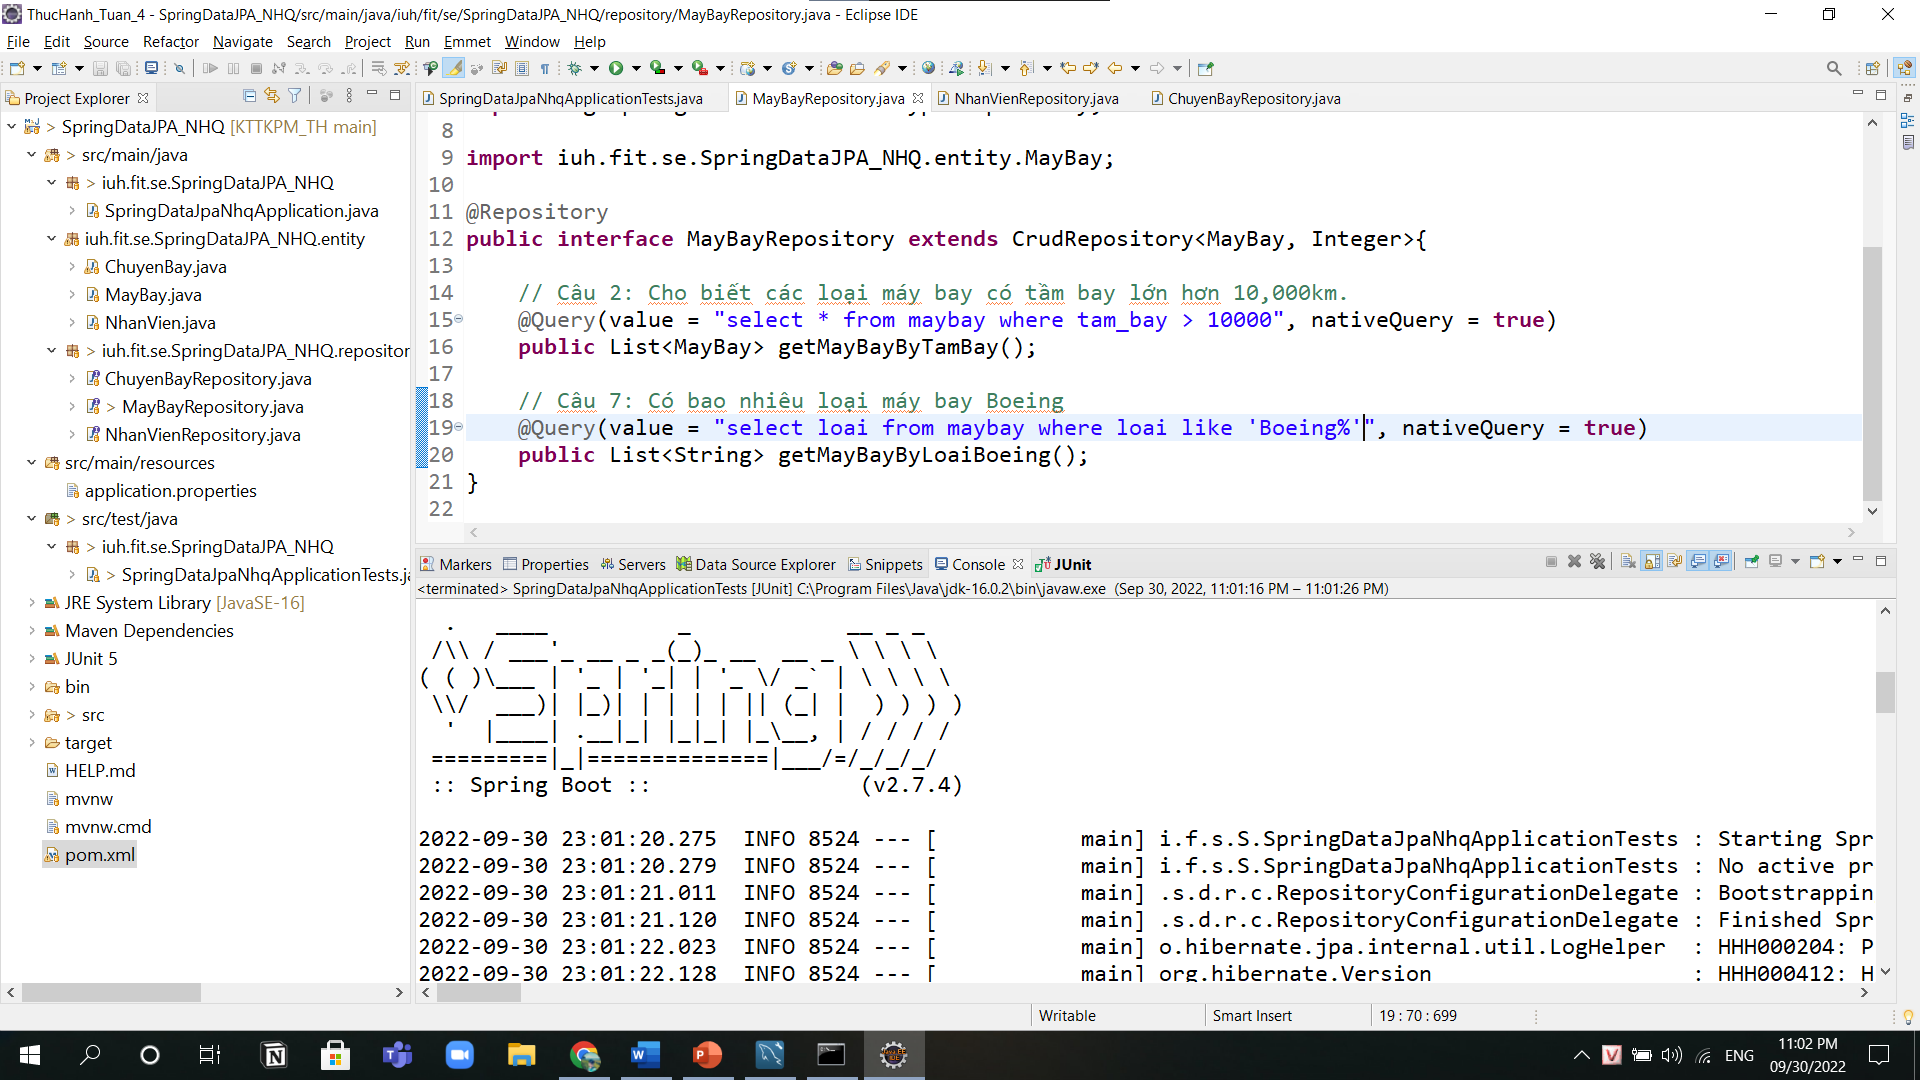 ThucHanh_Tuan_4 - SpringDataJPA_NHQ/src/main/java/iuh/fit/se/SpringDataJPA_NHQ/repository/MayBayRepository.java - Eclipse IDE
File Edit Source Refactor Navigate Search Project Run Emmet Window Help
Project Explorer
SpringDataJpaNhqApplicationTests.java MayBayRepository.java NhanVienRepository.java ChuyenBayRepository.java
> SpringDataJPA_NHQ [KTTKPM_TH main]
> src/main/java
> iuh.fit.se.SpringDataJPA_NHQ
SpringDataJpaNhqApplication.java
iuh.fit.se.SpringDataJPA_NHQ.entity
ChuyenBay.java
MayBay.java
NhanVien.java
> iuh.fit.se.SpringDataJPA_NHQ.repositor
ChuyenBayRepository.java
> MayBayRepository.java
NhanVienRepository.java
src/main/resources
application.properties
> src/test/java
> iuh.fit.se.SpringDataJPA_NHQ
> SpringDataJpaNhqApplicationTests.ja
JRE System Library [JavaSE-16]
Maven Dependencies
JUnit 5
bin
> src
target
HELP.md
mvnw
mvnw.cmd
pom.xml
8
9 import iuh.fit.se.SpringDataJPA_NHQ.entity.MayBay;
10
11 @Repository
12 public interface MayBayRepository extends CrudRepository<MayBay, Integer>{
13
14 // Câu 2: Cho biết các loại máy bay có tầm bay lớn hơn 10,000km.
15 @Query(value = "select * from maybay where tam_bay > 10000", nativeQuery = true)
16 public List<MayBay> getMayBayByTamBay();
17
18 // Câu 7: Có bao nhiêu loại máy bay Boeing
19 @Query(value = "select loai from maybay where loai like 'Boeing%'", nativeQuery = true)
20 public List<String> getMayBayByLoaiBoeing();
21 }
22
Markers Properties Servers Data Source Explorer Snippets Console JUnit
<terminated> SpringDataJpaNhqApplicationTests [JUnit] C:\Program Files\Java\jdk-16.0.2\bin\javaw.exe (Sep 30, 2022, 11:01:16 PM – 11:01:26 PM)
  .   ____          _            __ _ _
 /\\ / ___'_ __ _ _(_)_ __  __ _ \ \ \ \
( ( )\___ | '_ | '_| | '_ \/ _` | \ \ \ \
 \\/  ___)| |_)| | | | | || (_| |  ) ) ) )
  '  |____| .__|_| |_|_| |_\__, | / / / /
 =========|_|==============|___/=/_/_/_/
 :: Spring Boot ::                (v2.7.4)
2022-09-30 23:01:20.275 INFO 8524 --- [ main] i.f.s.S.SpringDataJpaNhqApplicationTests : Starting Spr
2022-09-30 23:01:20.279 INFO 8524 --- [ main] i.f.s.S.SpringDataJpaNhqApplicationTests : No active pr
2022-09-30 23:01:21.011 INFO 8524 --- [ main] .s.d.r.c.RepositoryConfigurationDelegate : Bootstrappin
2022-09-30 23:01:21.120 INFO 8524 --- [ main] .s.d.r.c.RepositoryConfigurationDelegate : Finished Spr
2022-09-30 23:01:22.023 INFO 8524 --- [ main] o.hibernate.jpa.internal.util.LogHelper : HHH000204: P
2022-09-30 23:01:22.128 INFO 8524 --- [ main] org.hibernate.Version : HHH000412: H
Writable Smart Insert 19 : 70 : 699
ENG
11:02 PM
09/30/2022